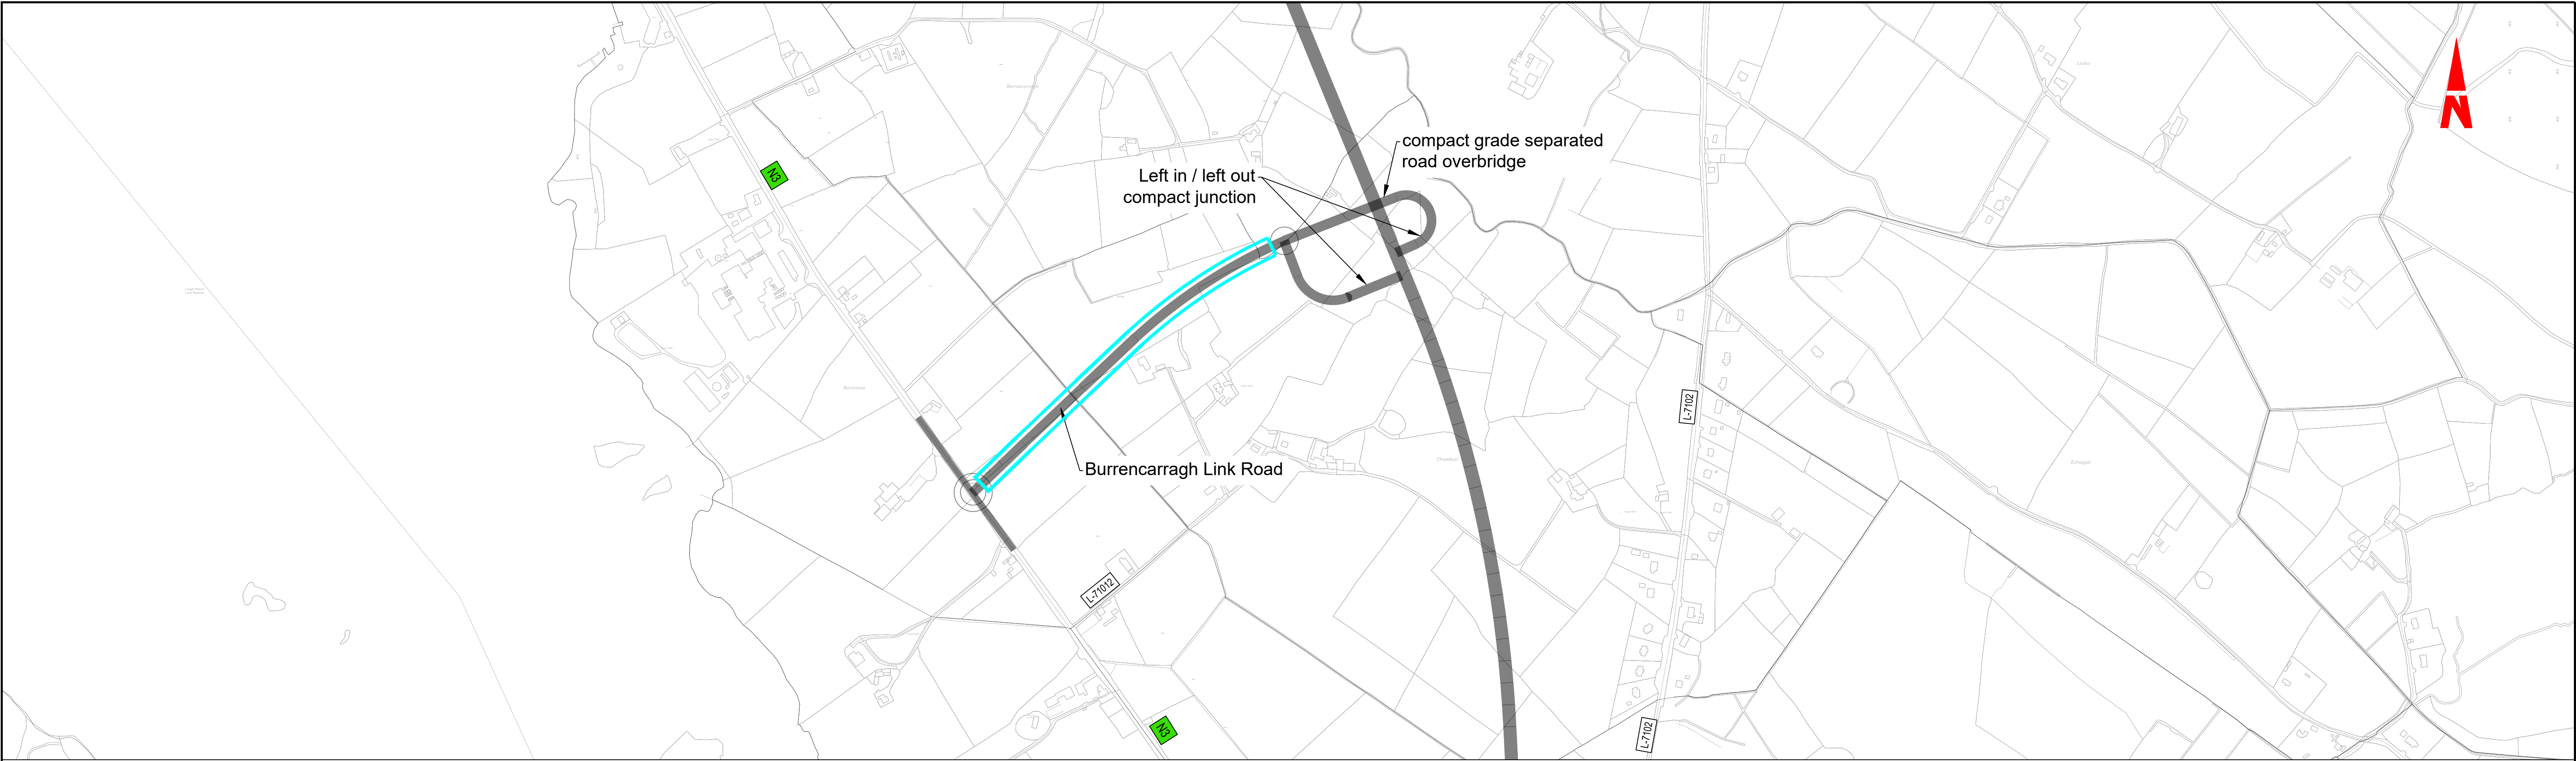 N
N3
compact grade separated
road overbridge
Left in / left out
compact junction
Burrencarragh
L-7102
Burrencarragh Link Road
L-71012
N3
L-7102